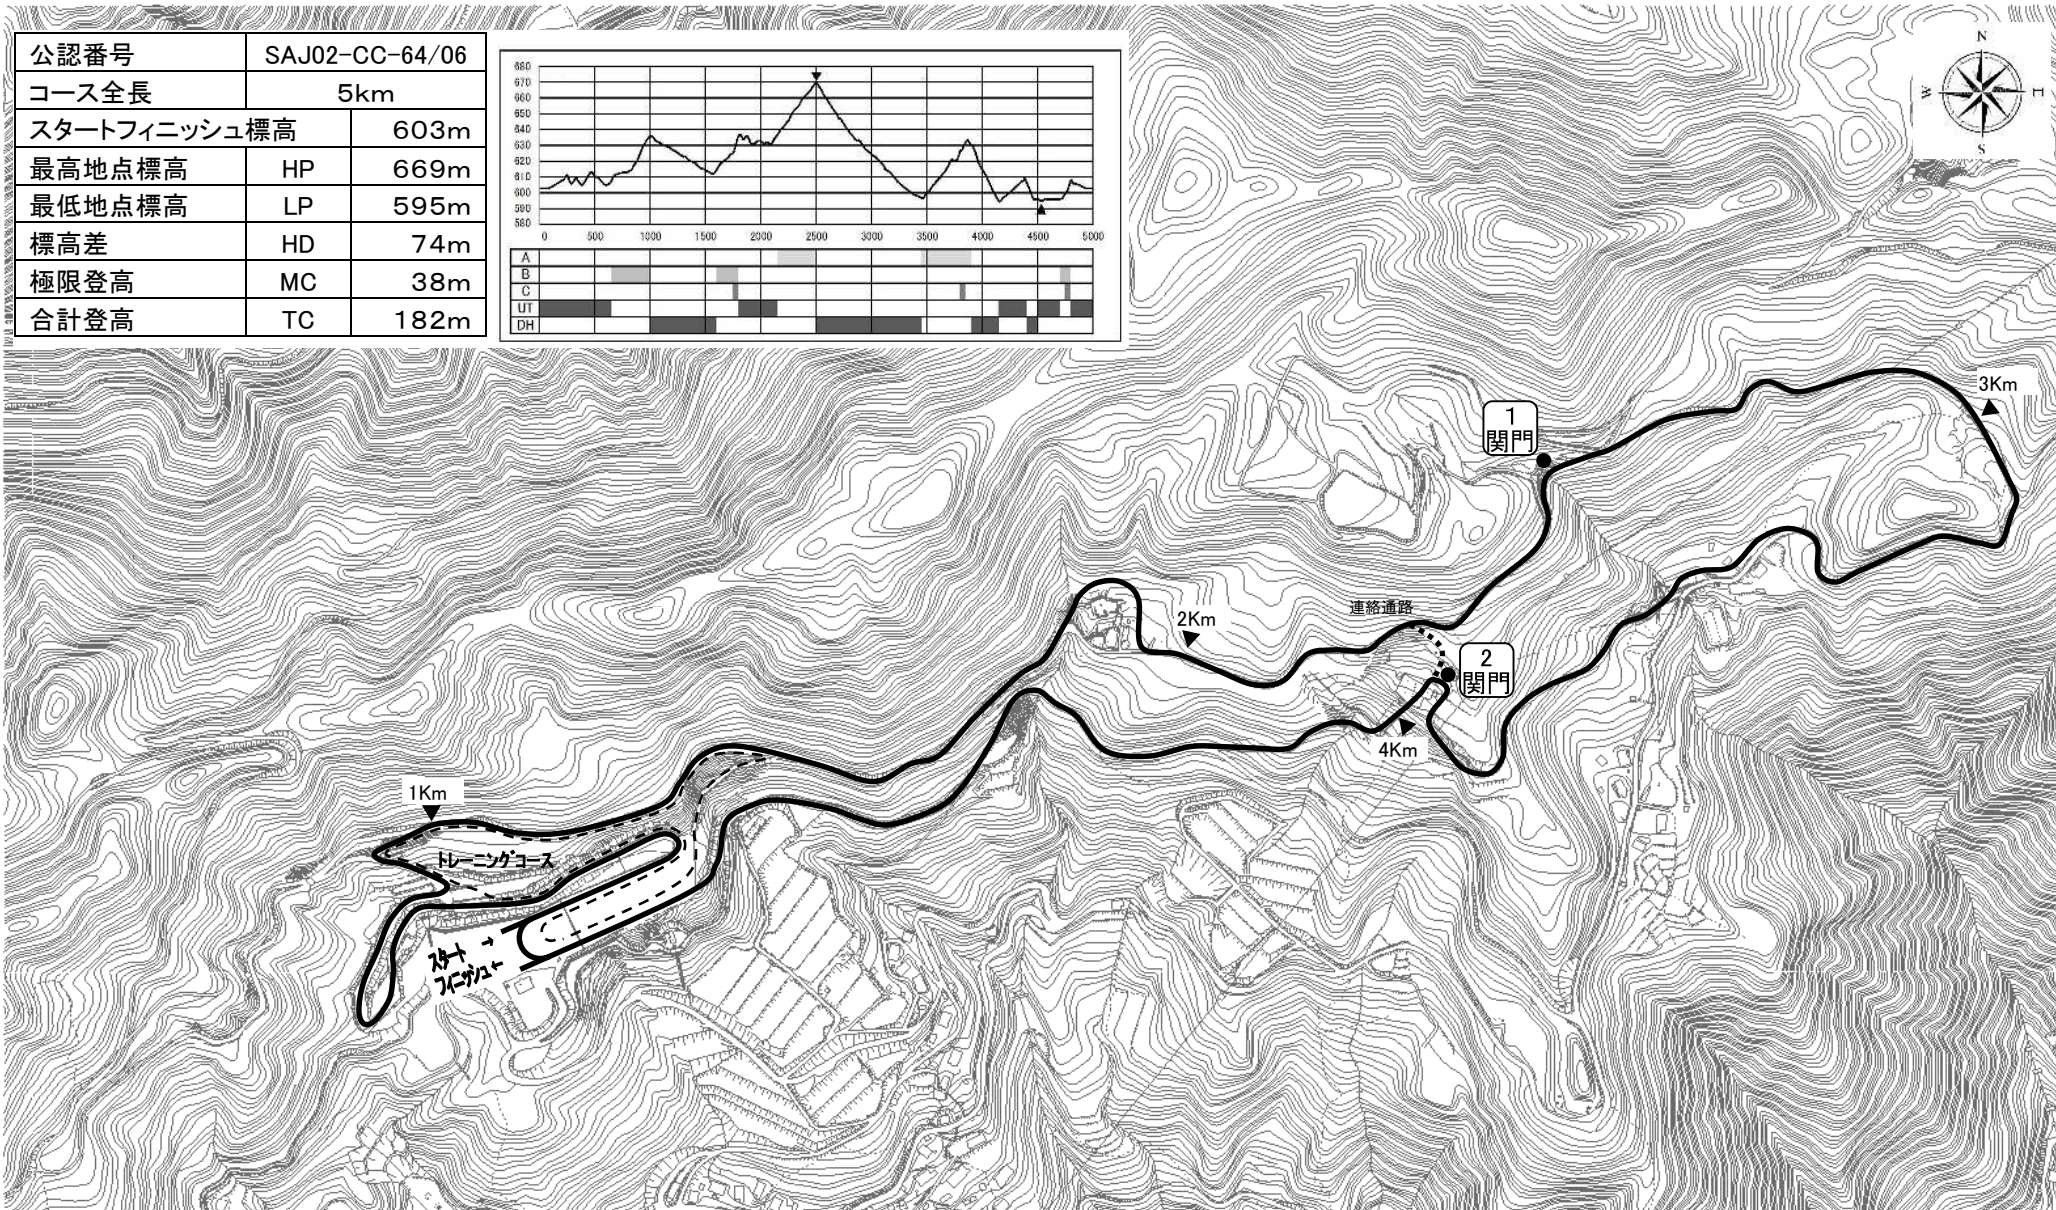 公認番号 SAJ02-CC-64/06
コース全長 5km
スタートフィニッシュ標高 603m
最高地点標高 HP 669m
最低地点標高 LP 595m
標高差 HD 74m
極限登高 MC 38m
合計登高 TC 182m
680
670
660
650
640
630
620
610
600
590
580
0 500 1000 1500 2000 2500 3000 3500 4000 4500 5000
A
B
C
UT
DH
N
W E
S
3Km
1
関門
連絡通路
2Km
2
関門
4Km
1Km
トレーニングコース
スタート →
フィニッシュ ←